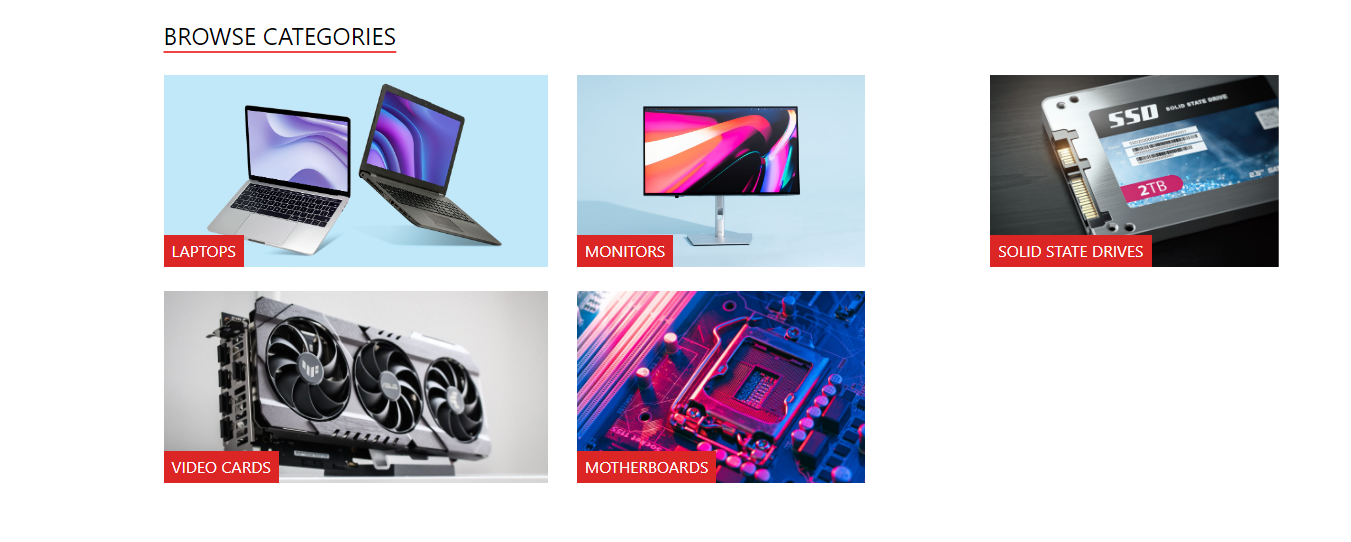 BROWSE CATEGORIES
LAPTOPS
MONITORS
SSD SOLID STATE DRIVE
2TB
SOLID STATE DRIVES
VIDEO CARDS
MOTHERBOARDS